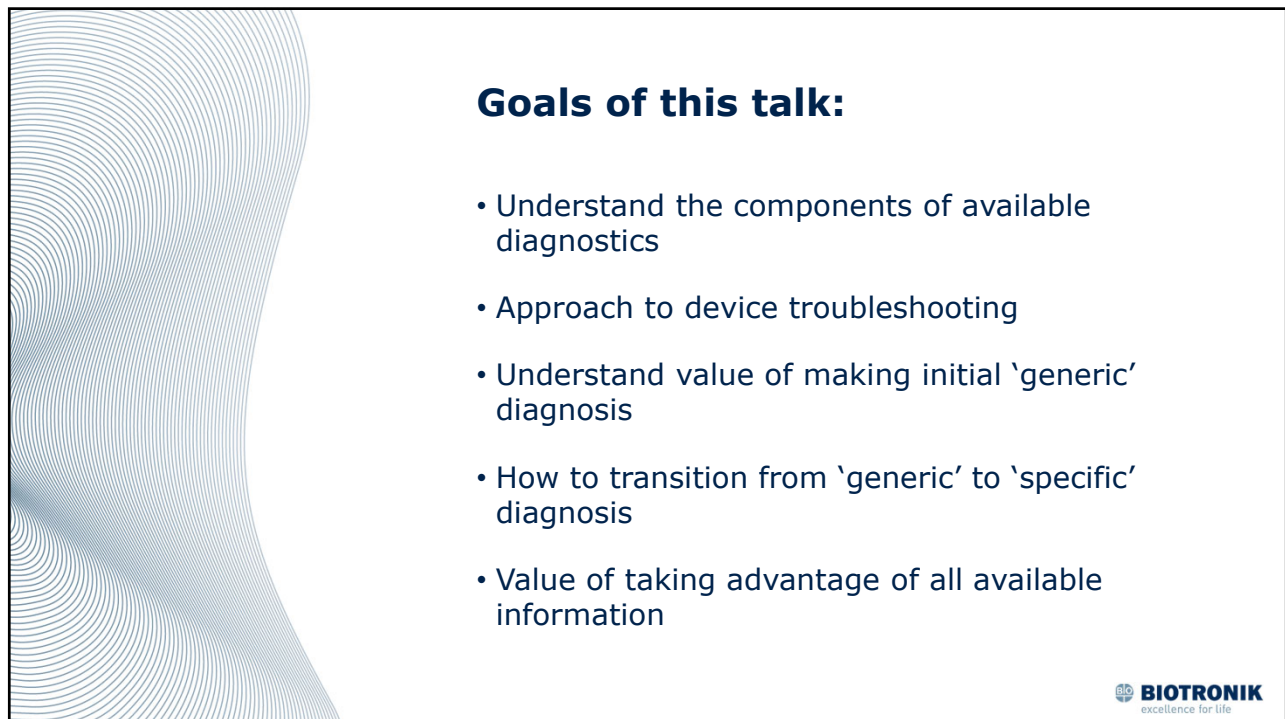 Goals of this talk:
• Understand the components of available
diagnostics
• Approach to device troubleshooting
• Understand value of making initial ‘generic’
diagnosis
• How to transition from ‘generic’ to ‘specific’
diagnosis
• Value of taking advantage of all available
information
BIO BIOTRONIK
excellence for life